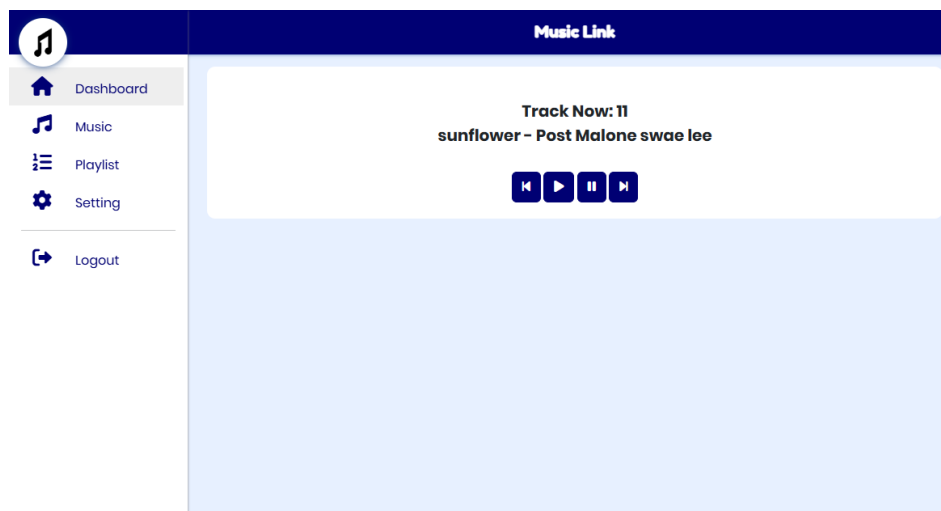 Music Link
Dashboard
Music
Playlist
Setting
Logout
Track Now: 11
sunflower - Post Malone swae lee